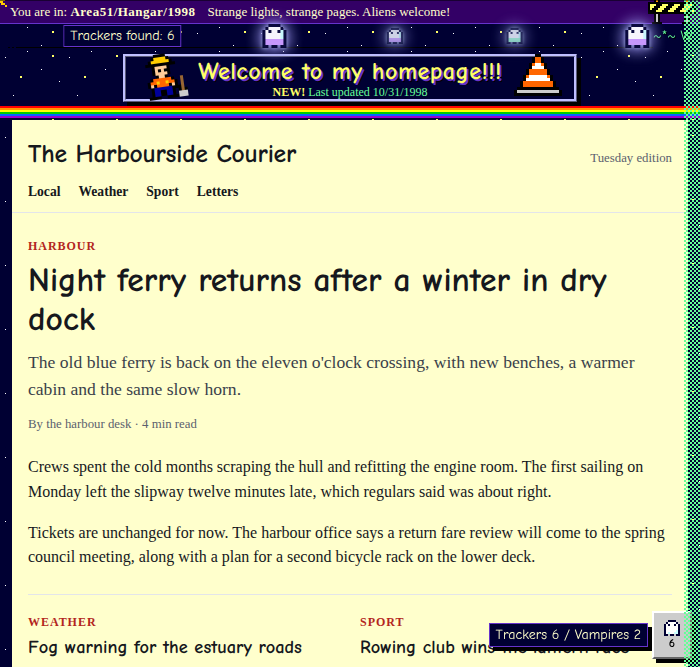 You are in: Area51/Hangar/1998 Strange lights, strange pages. Aliens welcome!
Trackers found: 6
~*~
Welcome to my homepage!!!
NEW! Last updated 10/31/1998
The Harbourside Courier
Tuesday edition
Local Weather Sport Letters
HARBOUR
Night ferry returns after a winter in dry
dock
The old blue ferry is back on the eleven o'clock crossing, with new benches, a warmer
cabin and the same slow horn.
By the harbour desk · 4 min read
Crews spent the cold months scraping the hull and refitting the engine room. The first sailing on
Monday left the slipway twelve minutes late, which regulars said was about right.
Tickets are unchanged for now. The harbour office says a return fare review will come to the spring
council meeting, along with a plan for a second bicycle rack on the lower deck.
WEATHER
Fog warning for the estuary roads
SPORT
Rowing club wins
Trackers 6 / Vampires 2
6